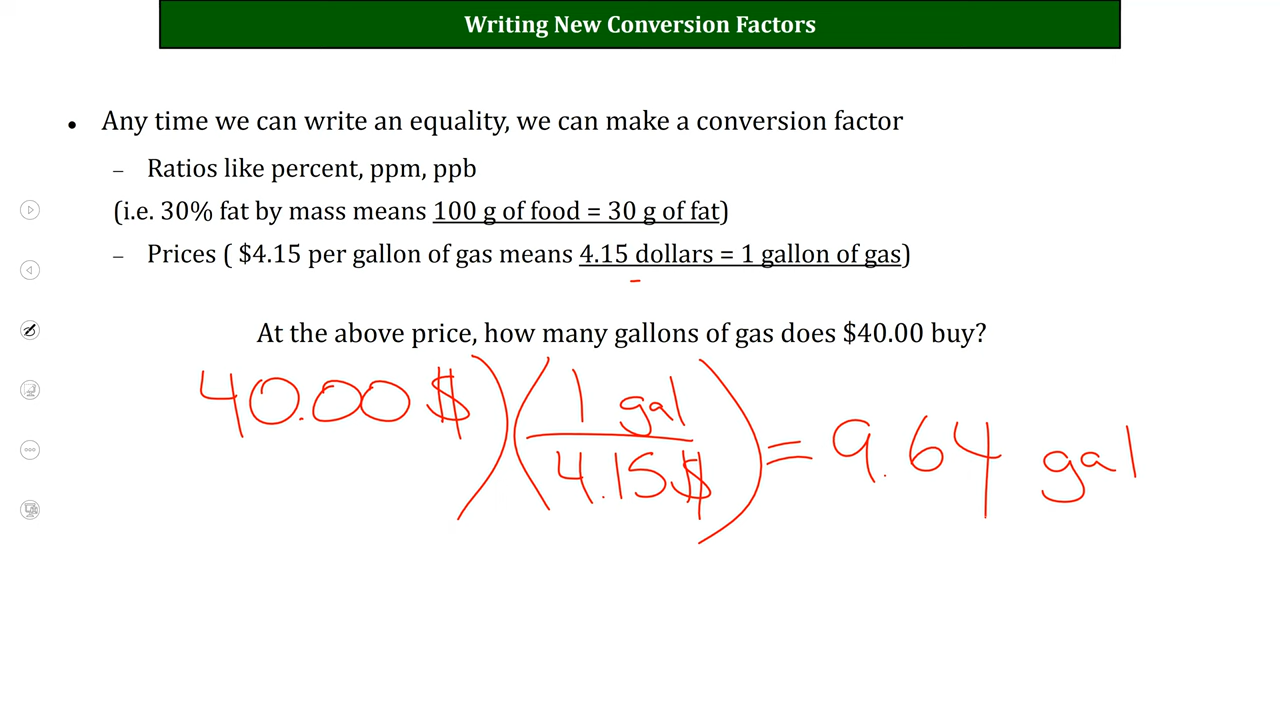 Writing New Conversion Factors
• Any time we can write an equality, we can make a conversion factor
– Ratios like percent, ppm, ppb
(i.e. 30% fat by mass means 100 g of food = 30 g of fat)
– Prices ( $4.15 per gallon of gas means 4.15 dollars = 1 gallon of gas)
At the above price, how many gallons of gas does $40.00 buy?
40.00 $) (1 gal / 4.15 $) = 9.64 gal